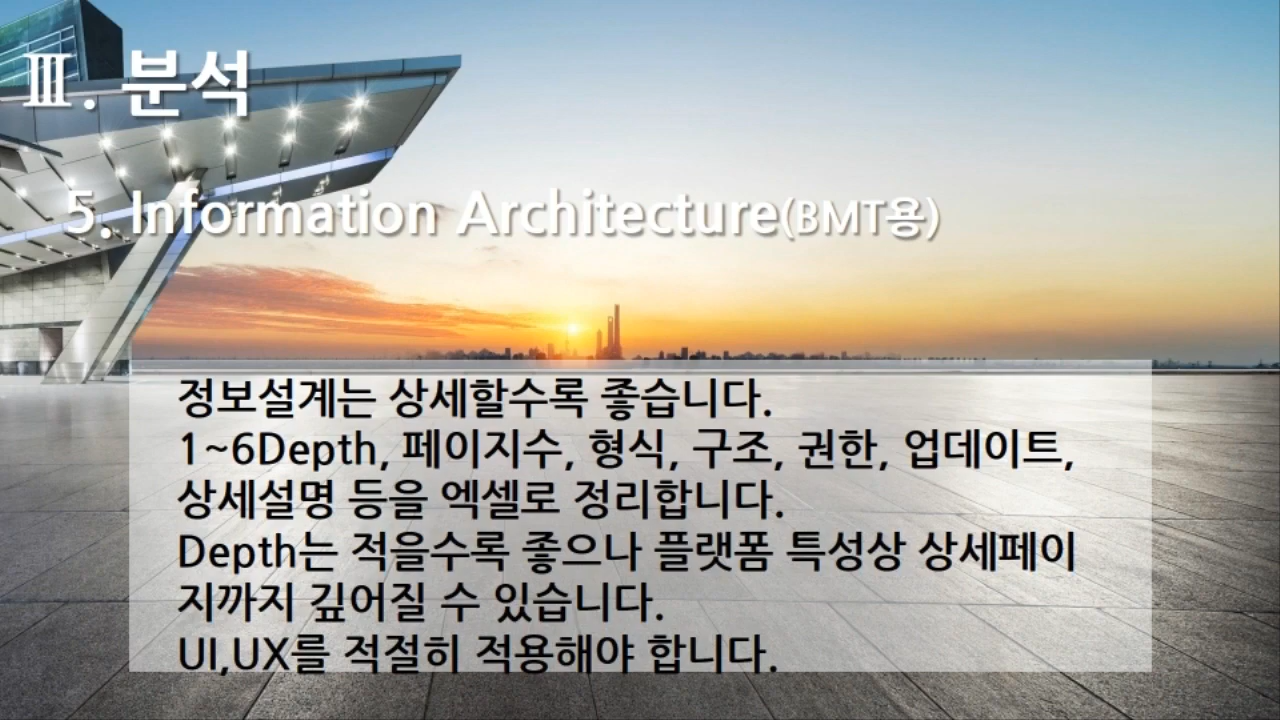 Ⅲ. 분석
5. Information Architecture(BMT용)
정보설계는 상세할수록 좋습니다.
1~6Depth, 페이지수, 형식, 구조, 권한, 업데이트,
상세설명 등을 엑셀로 정리합니다.
Depth는 적을수록 좋으나 플랫폼 특성상 상세페이
지까지 깊어질 수 있습니다.
UI,UX를 적절히 적용해야 합니다.